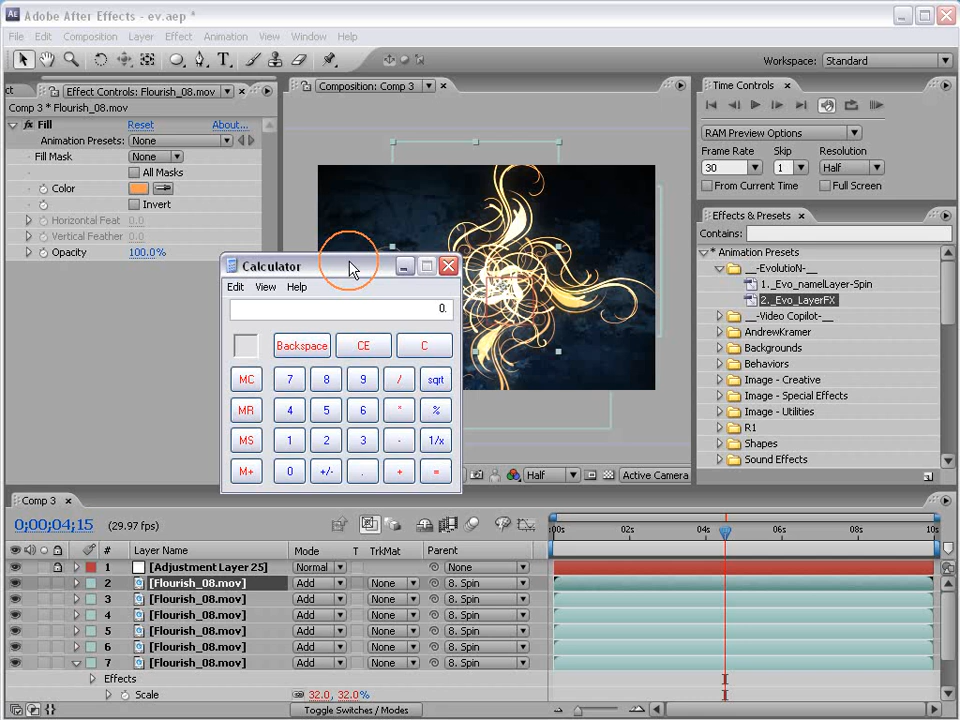 Adobe After Effects - ev.aep *
File Edit Composition Layer Effect Animation View Window Help
Workspace: Standard
ct Effect Controls: Flourish_08.mov
Comp 3 * Flourish_08.mov
Fill Reset About...
Animation Presets: None
Fill Mask None
All Masks
Color
Invert
Horizontal Feat 0.0
Vertical Feather 0.0
Opacity 100.0%
Composition: Comp 3
Half Active Camera
Calculator
Edit View Help
0.
Backspace CE C
MC 7 8 9 / sqrt
MR 4 5 6 * %
MS 1 2 3 - 1/x
M+ 0 +/- . + =
Time Controls
RAM Preview Options
Frame Rate Skip Resolution
30 1 Half
From Current Time Full Screen
Effects & Presets
Contains:
* Animation Presets
__-EvolutioN-__
1._Evo_nameLayer-Spin
2._Evo_LayerFX
__-Video Copilot-__
AndrewKramer
Backgrounds
Behaviors
Image - Creative
Image - Special Effects
Image - Utilities
R1
Shapes
Sound Effects
Comp 3
0;00;04;15 (29.97 fps)
:00s 02s 04s 06s 08s 10s
# Layer Name Mode T TrkMat Parent
1 [Adjustment Layer 25] Normal None
2 [Flourish_08.mov] Add None 8. Spin
3 [Flourish_08.mov] Add None 8. Spin
4 [Flourish_08.mov] Add None 8. Spin
5 [Flourish_08.mov] Add None 8. Spin
6 [Flourish_08.mov] Add None 8. Spin
7 [Flourish_08.mov] Add None 8. Spin
Effects
Scale 32.0, 32.0%
Toggle Switches / Modes